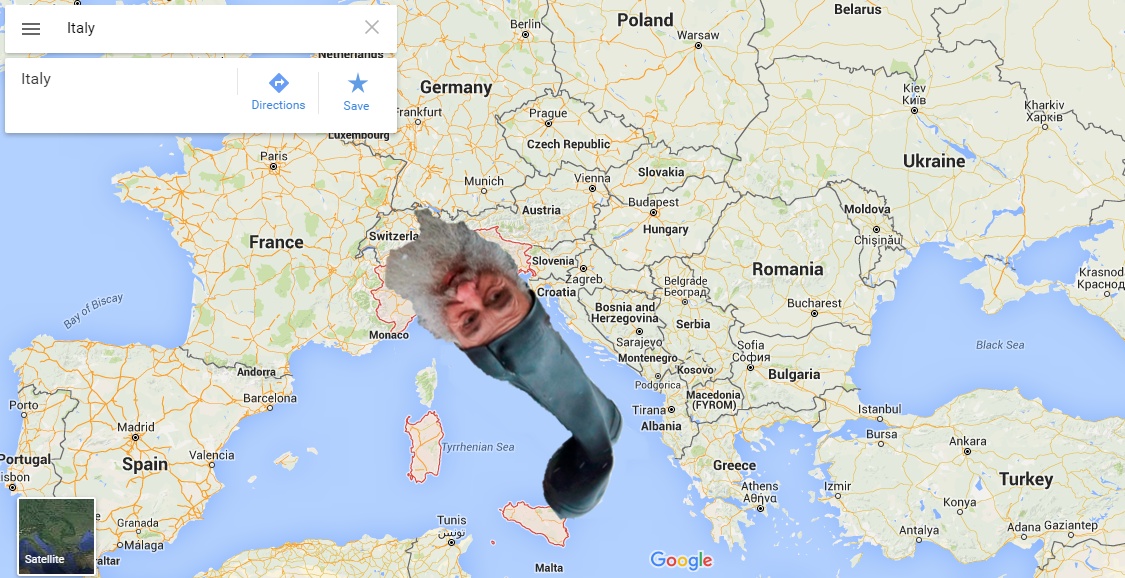 Italy
Italy
Directions
Save
Netherlands
Berlin
Poland
Belarus
Warsaw
Germany
Frankfurt
Luxembourg
Prague
Czech Republic
Kiev
Київ
Kharkiv
Харків
Ukraine
Paris
Munich
Vienna
Slovakia
Austria
Budapest
Hungary
Moldova
Chișinău
France
Switzerla
Slovenia
Zagreb
Croatia
Romania
Belgrade
Београд
Krasnod
Краснод
Bay of Biscay
Monaco
Bosnia and
Herzegovina
Serbia
Bucharest
Sarajevo
Montenegro
Kosovo
Sofia
София
Bulgaria
Black Sea
Andorra
Podgorica
Macedonia
(FYROM)
Porto
Barcelona
Tirana
Albania
Istanbul
Bursa
Ankara
Madrid
Tyrrhenian Sea
Portugal
isbon
Spain
Valencia
Greece
Athens
Αθήνα
Izmir
Turkey
Konya
Granada
Málaga
raltar
Satellite
Tunis
تونس
Antalya
Adana
Gaziantep
Malta
Google